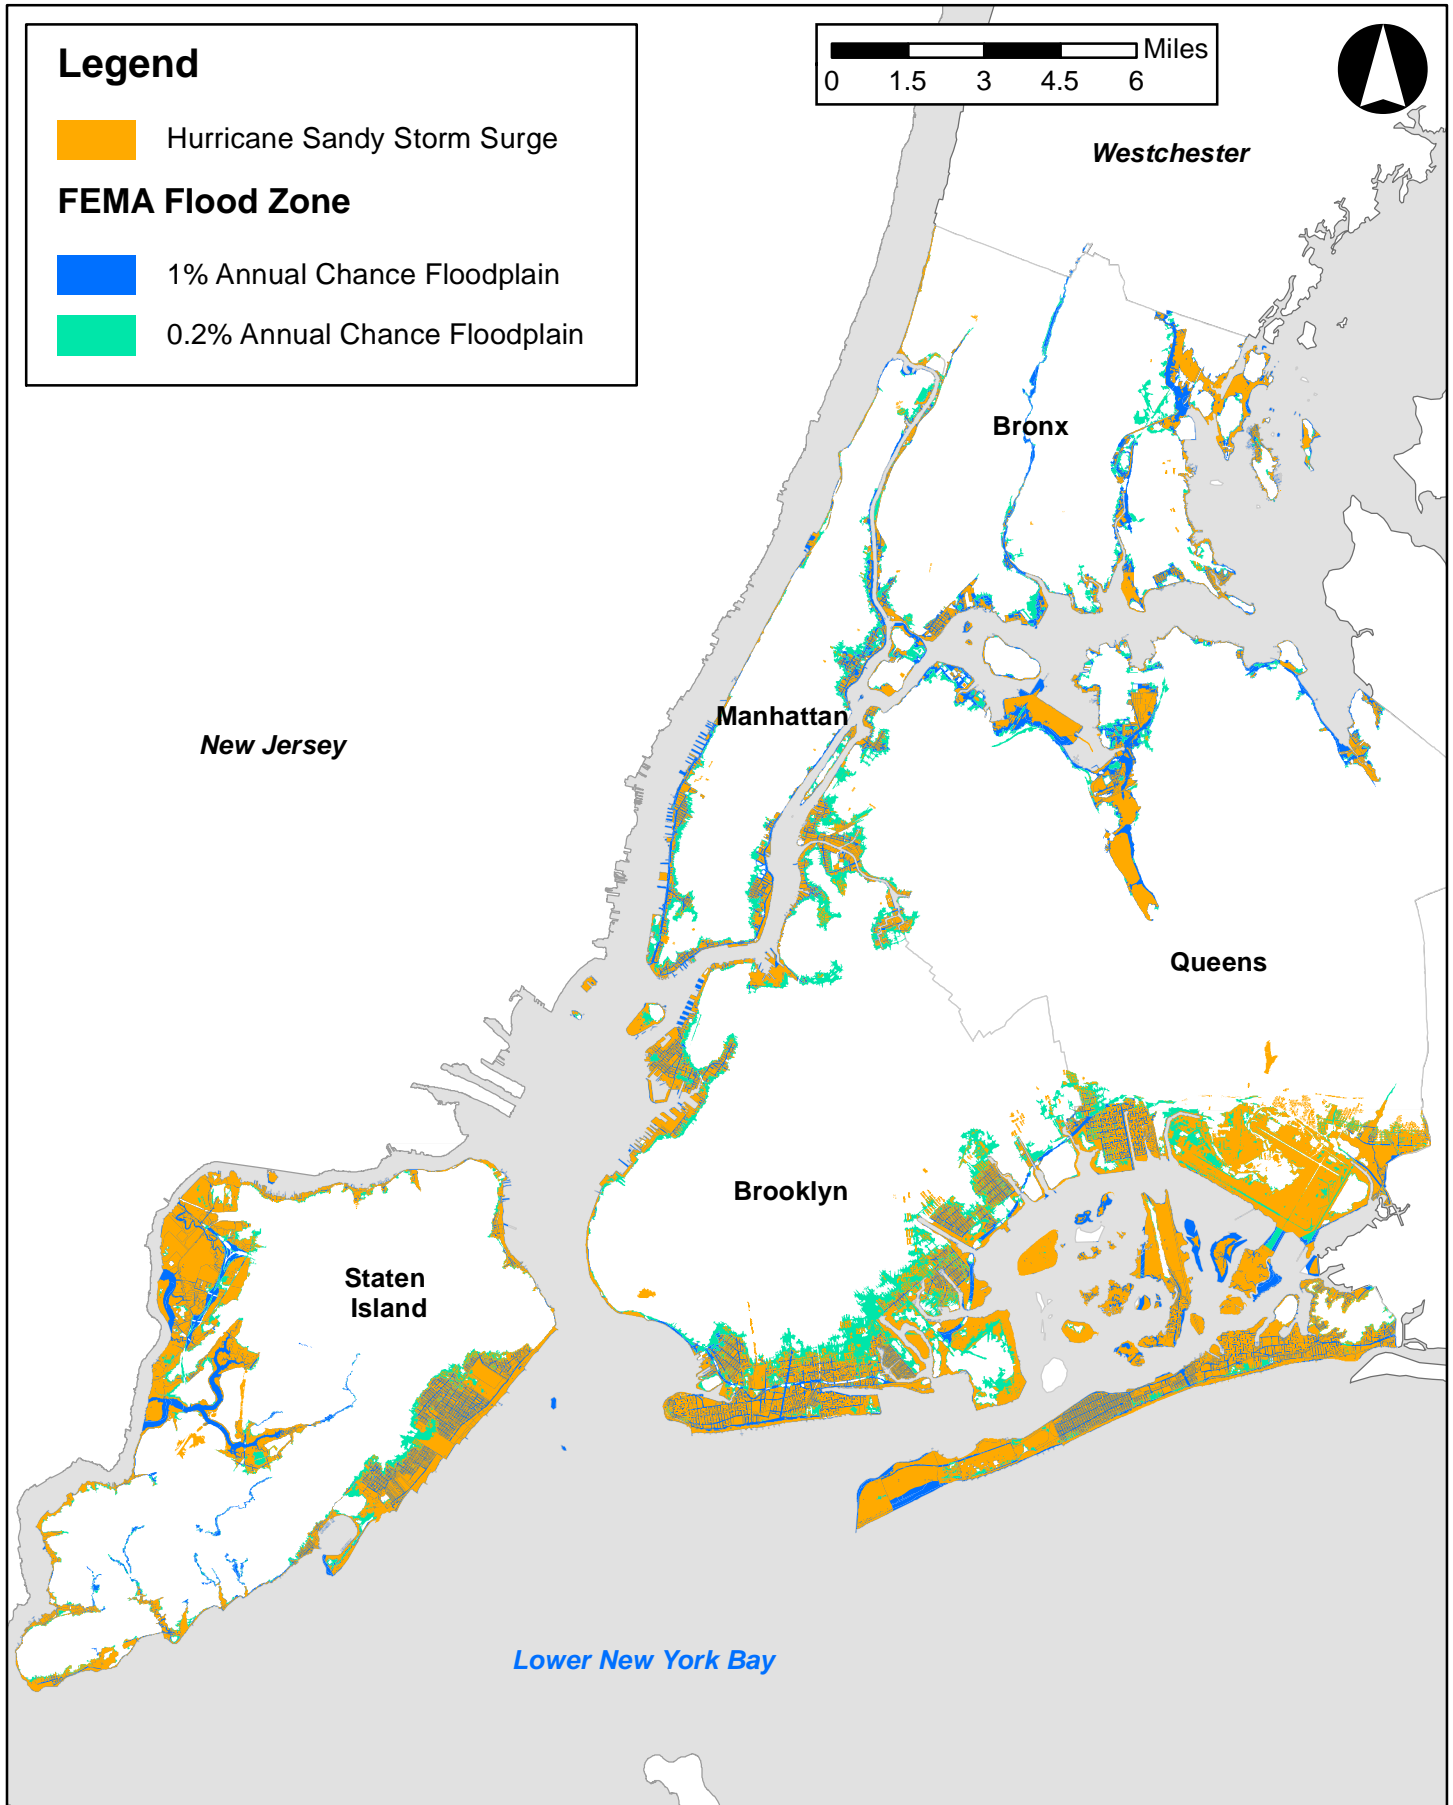 Legend
Hurricane Sandy Storm Surge
FEMA Flood Zone
1% Annual Chance Floodplain
0.2% Annual Chance Floodplain
Miles
0 1.5 3 4.5 6
Westchester
Bronx
Manhattan
New Jersey
Queens
Brooklyn
Staten
Island
Lower New York Bay